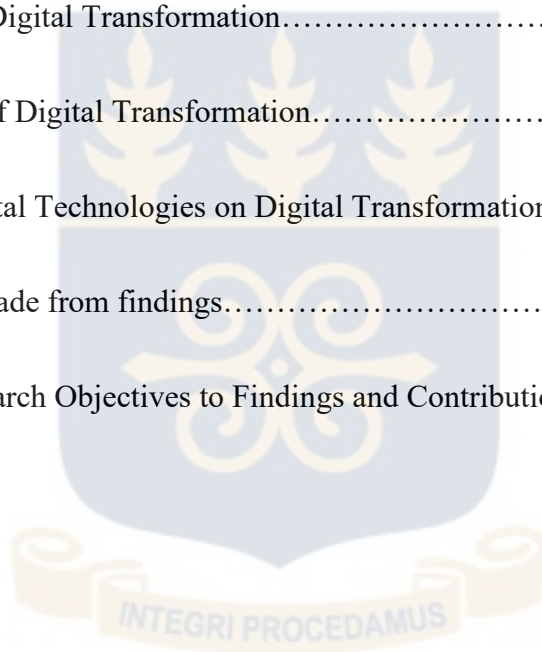 Digital Transformation……………………
f Digital Transformation…………………
tal Technologies on Digital Transformation
ade from findings…………………………
arch Objectives to Findings and Contributi
INTEGRI PROCEDAMUS